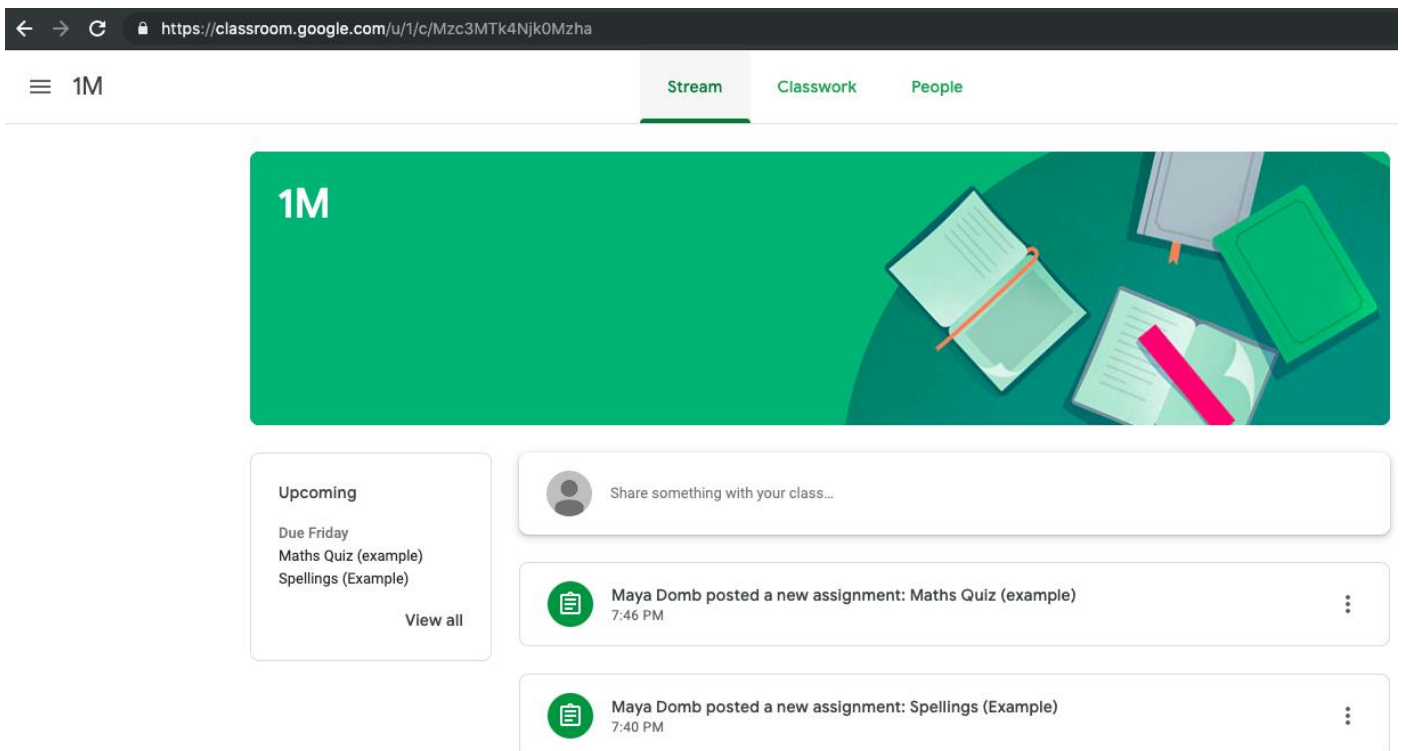 https://classroom.google.com/u/1/c/Mzc3MTk4Njk0Mzha
1M
Stream
Classwork
People
1M
Upcoming
Due Friday
Maths Quiz (example)
Spellings (Example)
View all
Share something with your class...
Maya Domb posted a new assignment: Maths Quiz (example)
7:46 PM
Maya Domb posted a new assignment: Spellings (Example)
7:40 PM